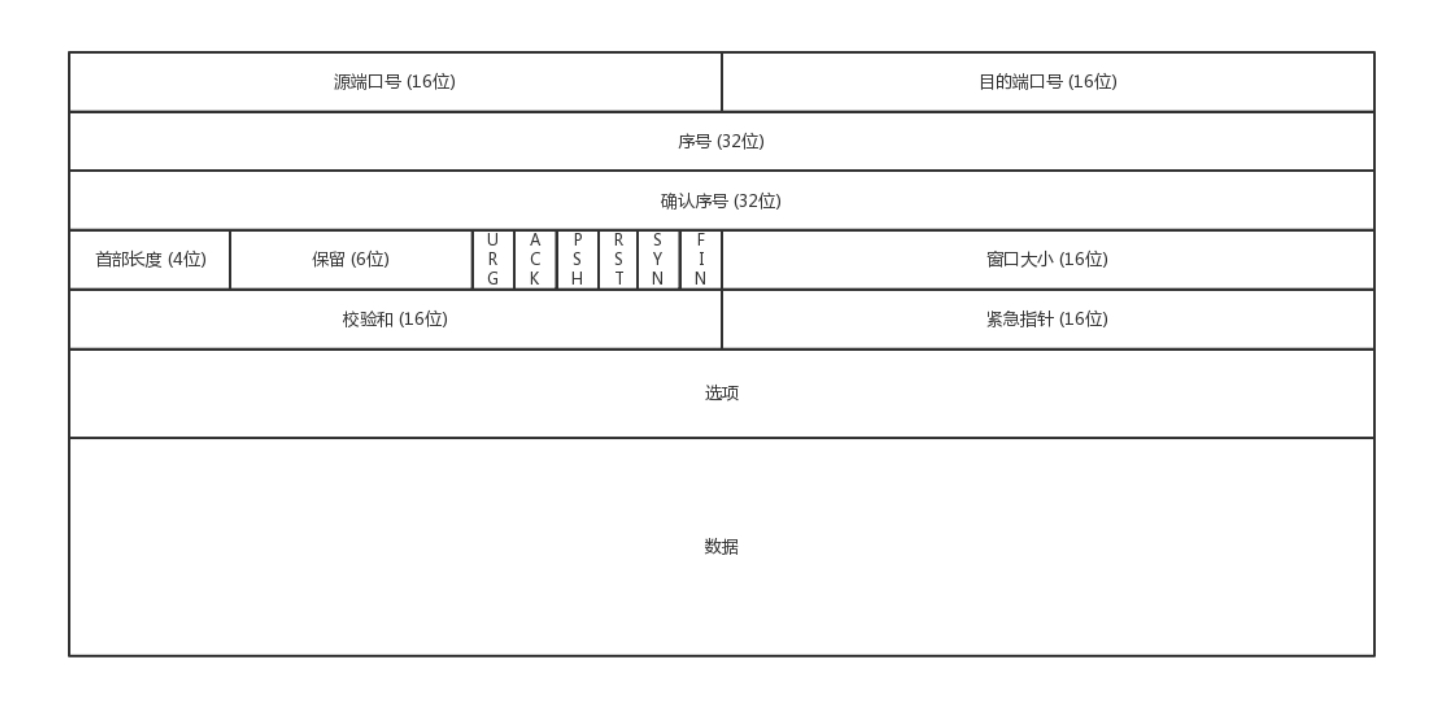 源端口号 (16位) 目的端口号 (16位)
序号 (32位)
确认序号 (32位)
首部长度 (4位) 保留 (6位) URG ACK PSH RST SYN FIN 窗口大小 (16位)
校验和 (16位) 紧急指针 (16位)
选项
数据